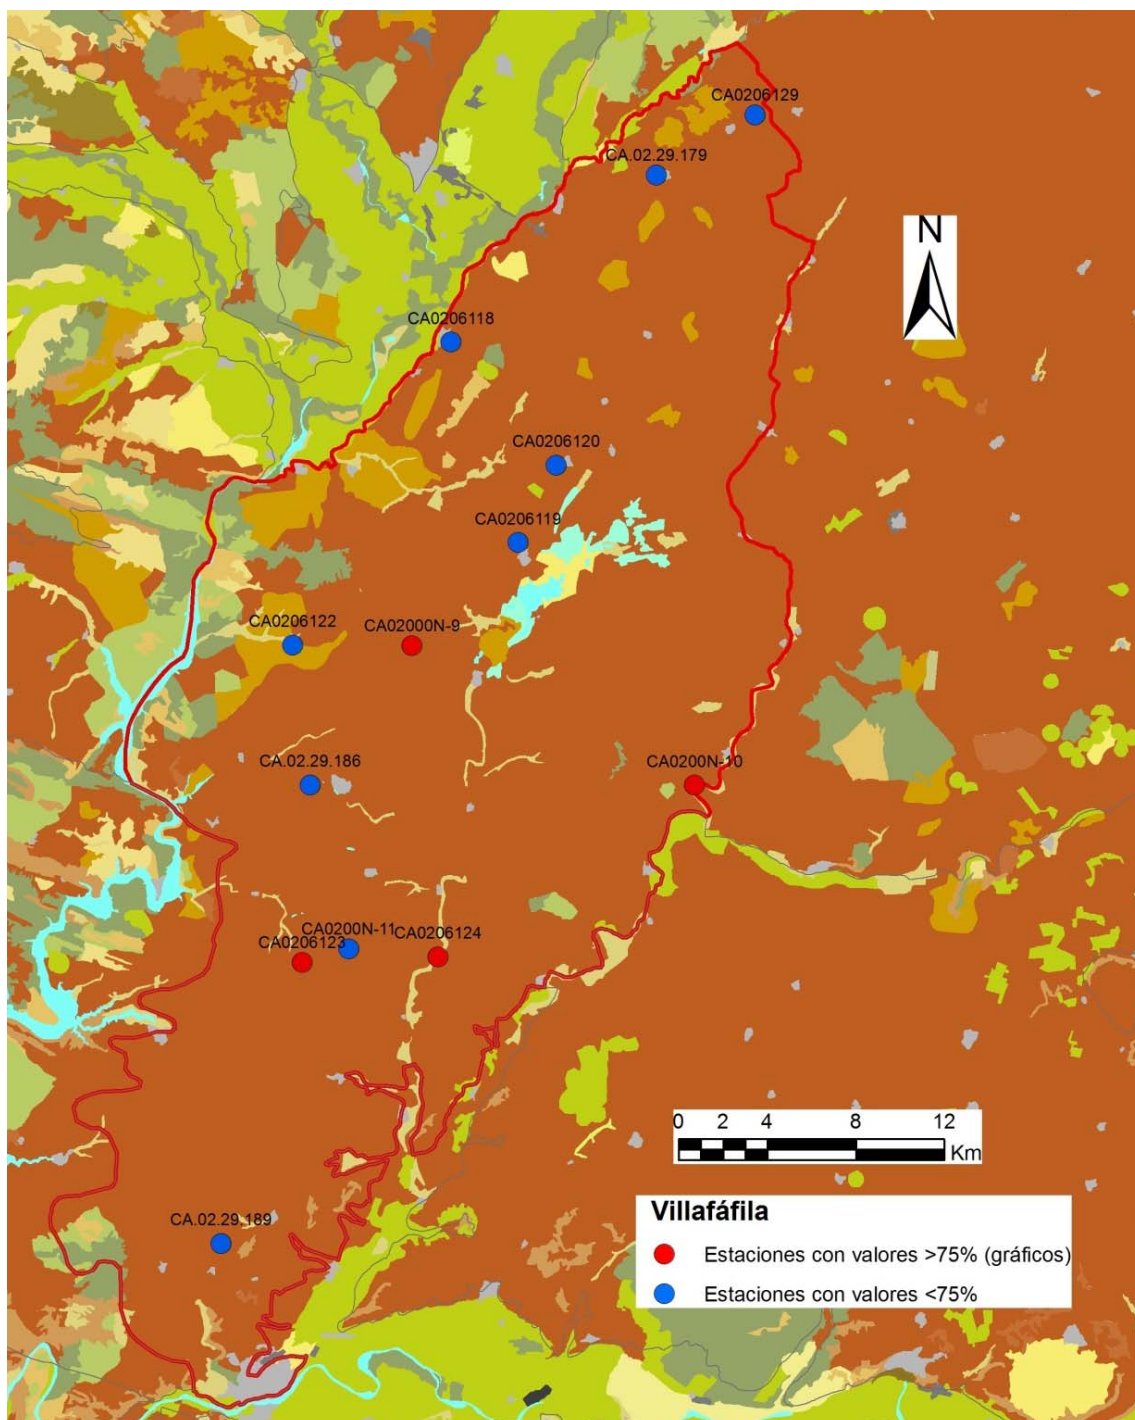 CA0206129
CA.02.29.179
N
CA0206118
CA0206120
CA0206119
CA0206122
CA02000N-9
CA.02.29.186
CA0200N-10
CA0200N-11
CA0206124
CA0206123
0 2 4 8 12
Km
Villafáfila
Estaciones con valores >75% (gráficos)
Estaciones con valores <75%
CA.02.29.189